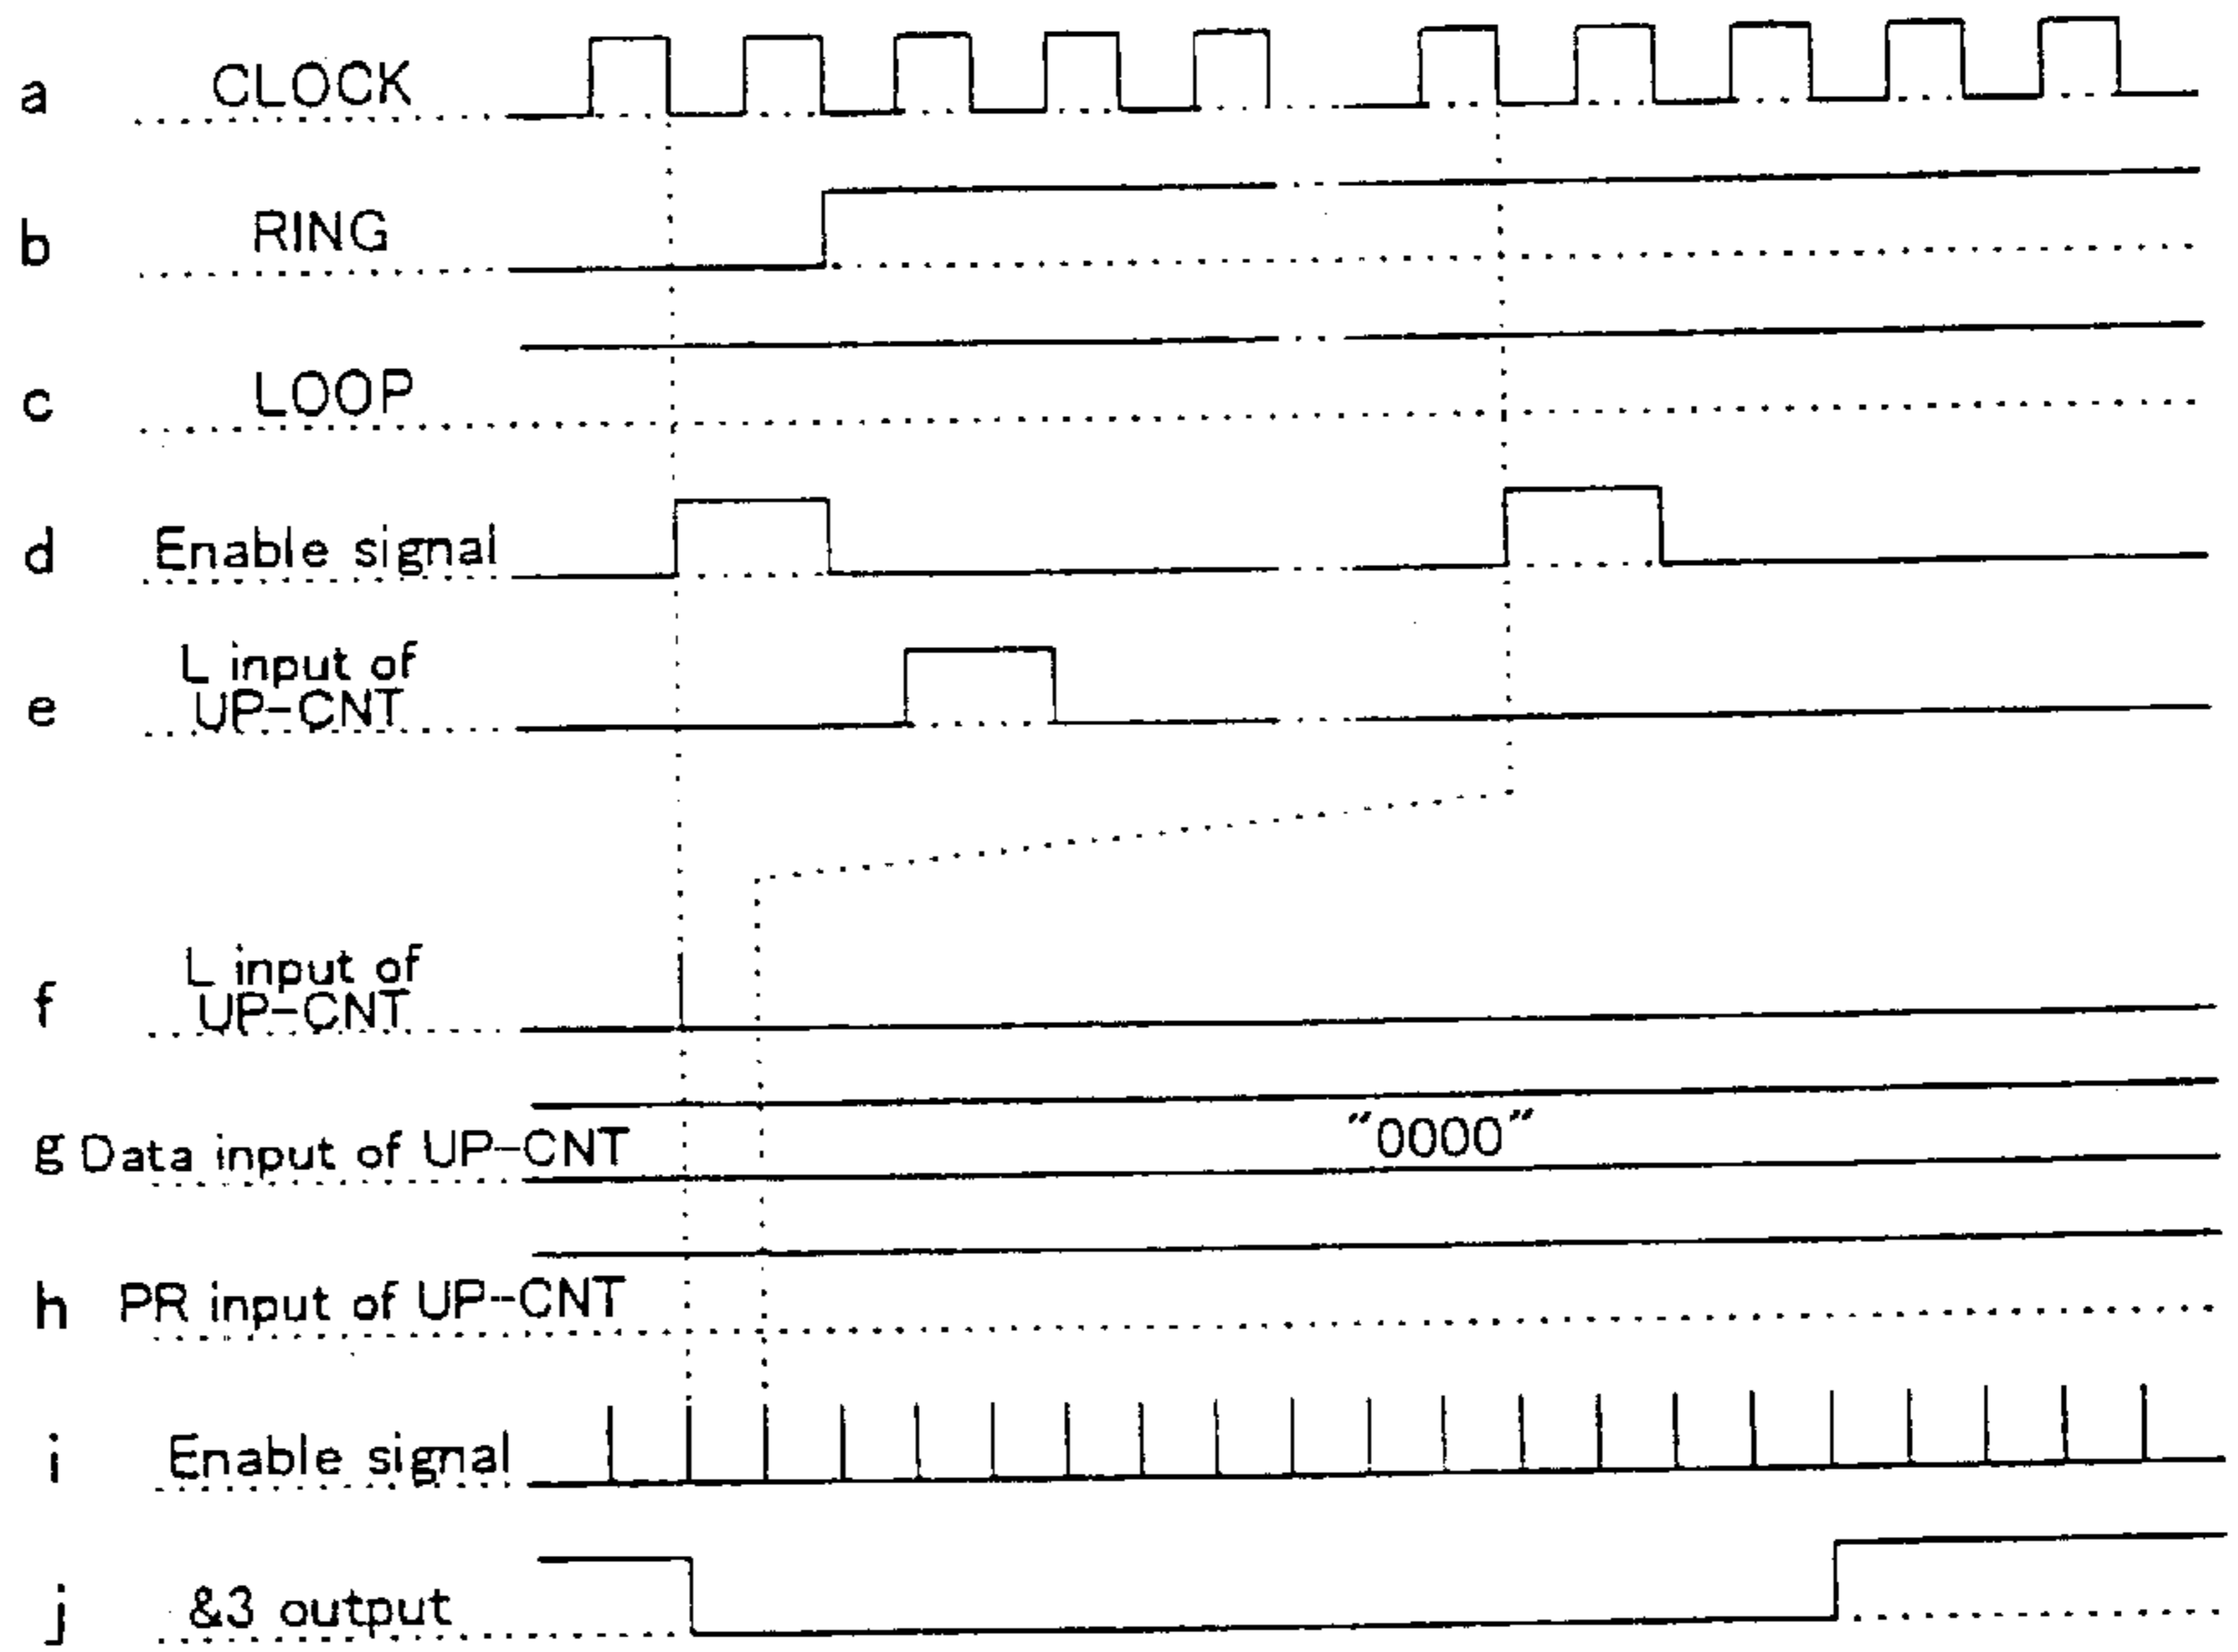 a CLOCK
b RING
c LOOP
d Enable signal
e L input of
UP-CNT
f L input of
UP-CNT
g Data input of UP-CNT "0000"
h PR input of UP-CNT
i Enable signal
j &3 output